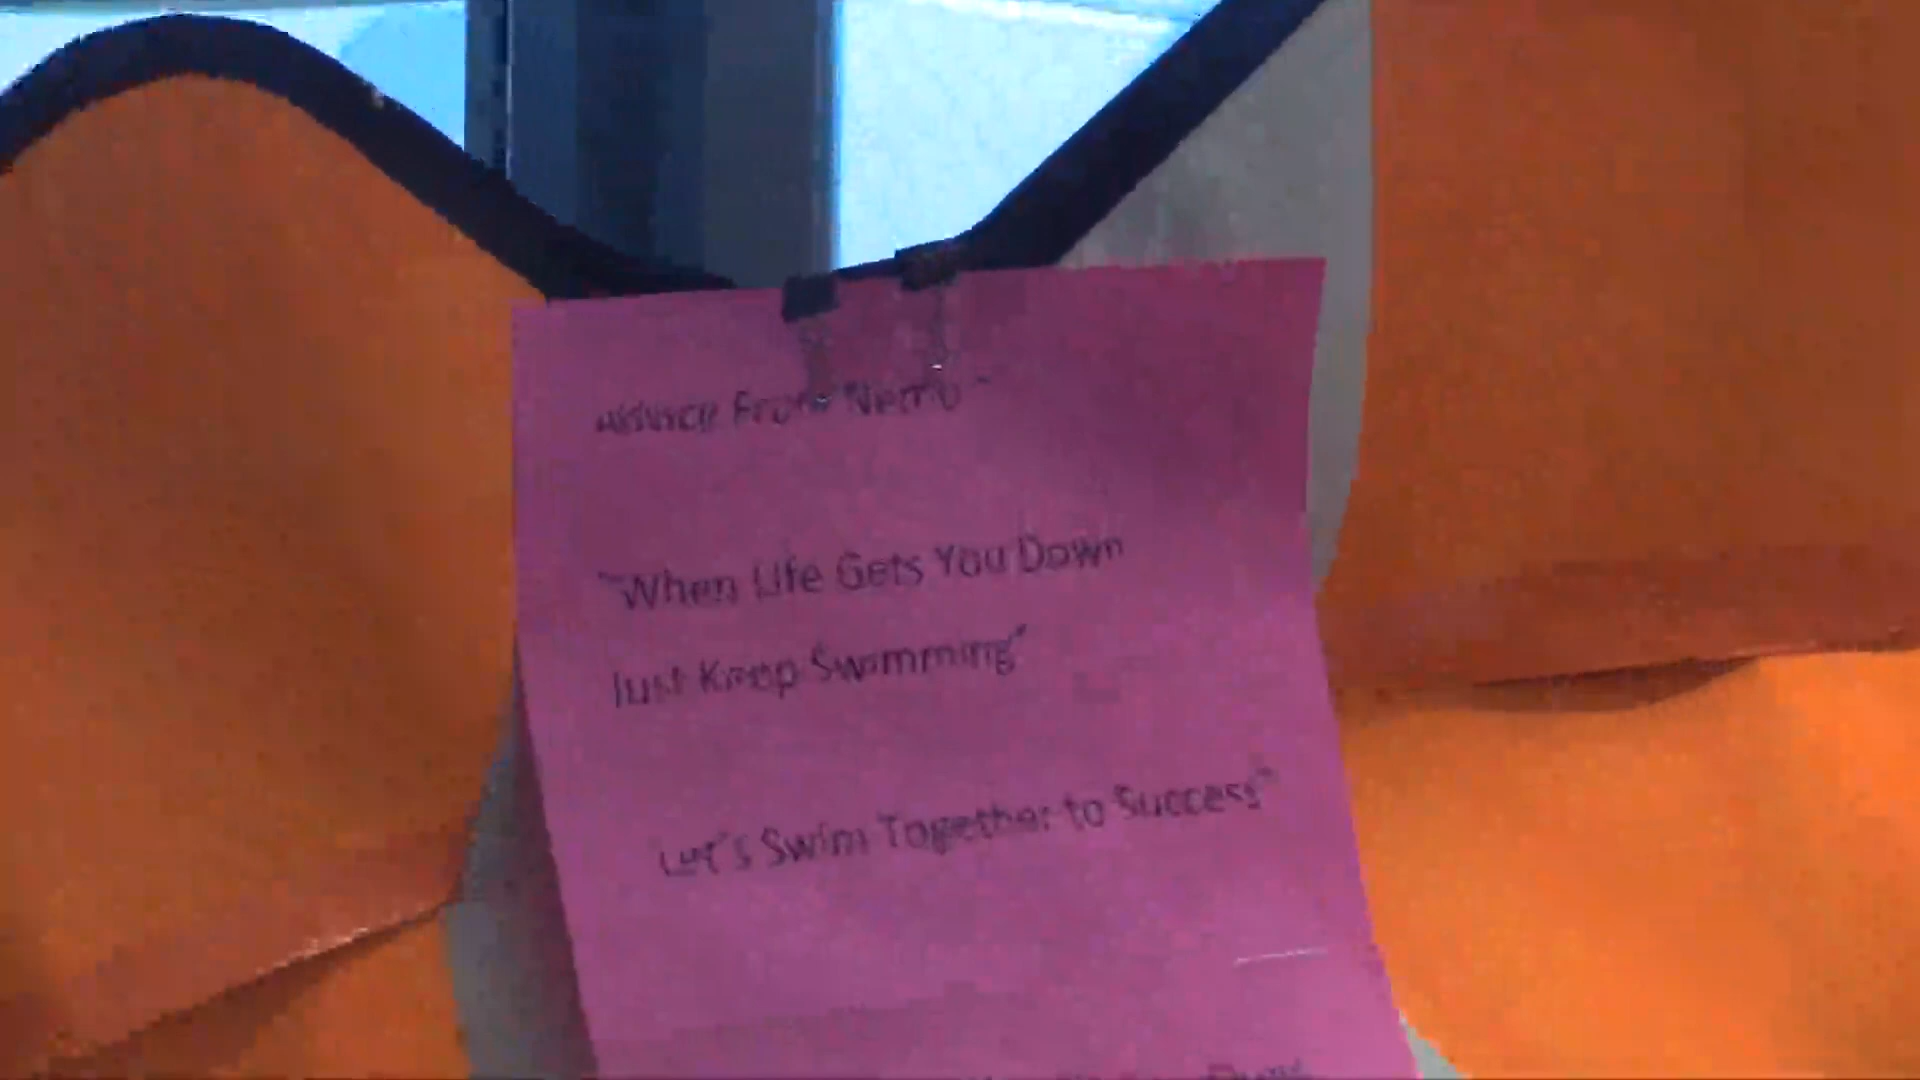 Advice From Nemo"
"When Life Gets You Down
Just Keep Swimming"
Let's Swim Together to Success"